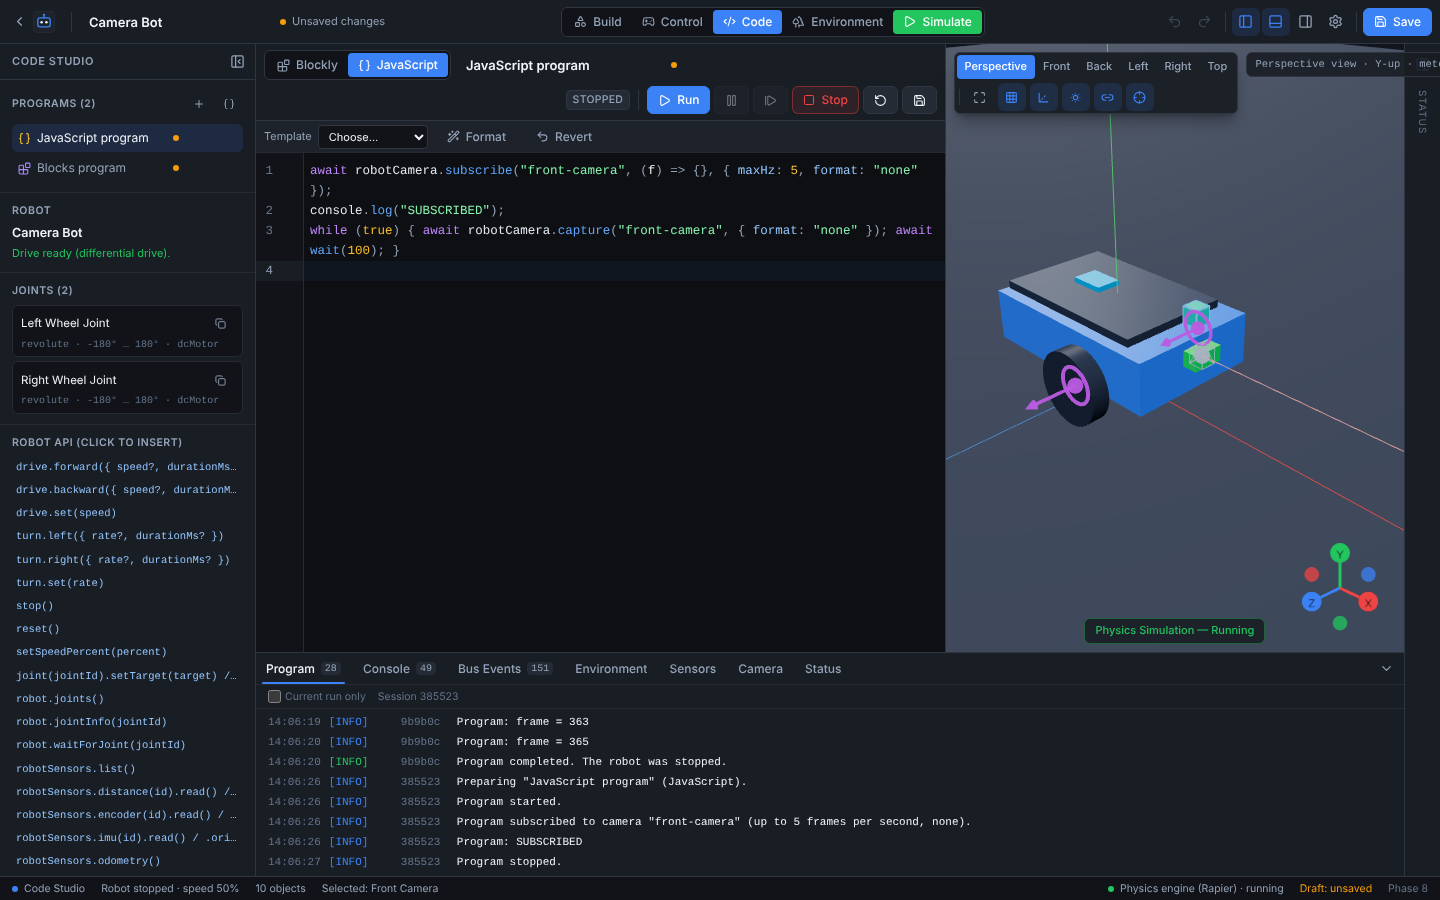 Camera Bot
Unsaved changes
Build
Control
Code
Environment
Simulate
Save
CODE STUDIO
PROGRAMS (2)
JavaScript program
Blocks program
ROBOT
Camera Bot
Drive ready (differential drive).
JOINTS (2)
Left Wheel Joint
revolute · -180° … 180° · dcMotor
Right Wheel Joint
revolute · -180° … 180° · dcMotor
ROBOT API (CLICK TO INSERT)
drive.forward({ speed?, durationMs…
drive.backward({ speed?, durationM…
drive.set(speed)
turn.left({ rate?, durationMs? })
turn.right({ rate?, durationMs? })
turn.set(rate)
stop()
reset()
setSpeedPercent(percent)
joint(jointId).setTarget(target) /…
robot.joints()
robot.jointInfo(jointId)
robot.waitForJoint(jointId)
robotSensors.list()
robotSensors.distance(id).read() /…
robotSensors.encoder(id).read() / …
robotSensors.imu(id).read() / .ori…
robotSensors.odometry()
Blockly
{} JavaScript
JavaScript program
STOPPED
Run
Stop
Template
Choose...
Format
Revert
1 await robotCamera.subscribe("front-camera", (f) => {}, { maxHz: 5, format: "none"
});
2 console.log("SUBSCRIBED");
3 while (true) { await robotCamera.capture("front-camera", { format: "none" }); await
wait(100); }
4
Perspective
Front
Back
Left
Right
Top
Perspective view · Y-up ·
STATUS
Y
Z
X
Physics Simulation — Running
Program 28
Console 49
Bus Events 151
Environment
Sensors
Camera
Status
Current run only
Session 385523
14:06:19 [INFO] 9b9b0c Program: frame = 363
14:06:20 [INFO] 9b9b0c Program: frame = 365
14:06:20 [INFO] 9b9b0c Program completed. The robot was stopped.
14:06:26 [INFO] 385523 Preparing "JavaScript program" (JavaScript).
14:06:26 [INFO] 385523 Program started.
14:06:26 [INFO] 385523 Program subscribed to camera "front-camera" (up to 5 frames per second, none).
14:06:26 [INFO] 385523 Program: SUBSCRIBED
14:06:27 [INFO] 385523 Program stopped.
Code Studio
Robot stopped · speed 50%
10 objects
Selected: Front Camera
Physics engine (Rapier) · running
Draft: unsaved
Phase 8